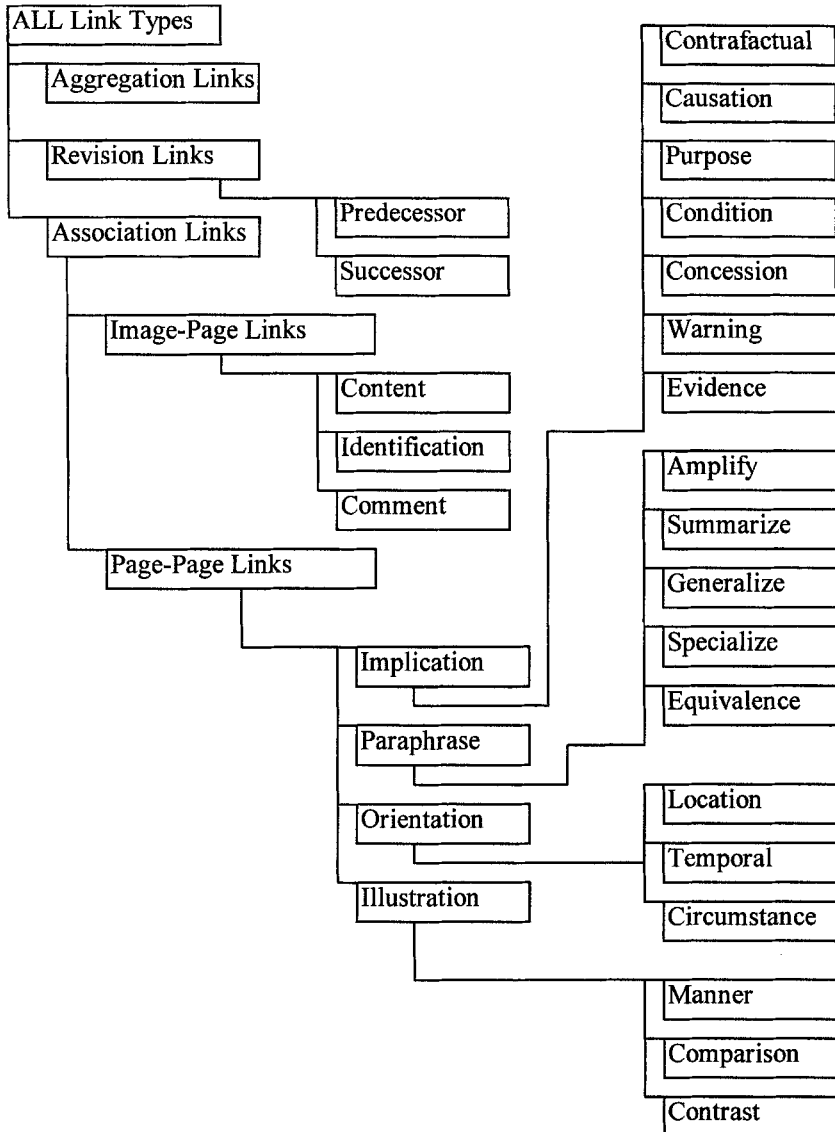 ALL Link Types
Aggregation Links
Revision Links
Predecessor
Successor
Association Links
Image-Page Links
Content
Identification
Comment
Page-Page Links
Implication
Contrafactual
Causation
Purpose
Condition
Concession
Warning
Evidence
Paraphrase
Amplify
Summarize
Generalize
Specialize
Equivalence
Orientation
Location
Temporal
Circumstance
Illustration
Manner
Comparison
Contrast